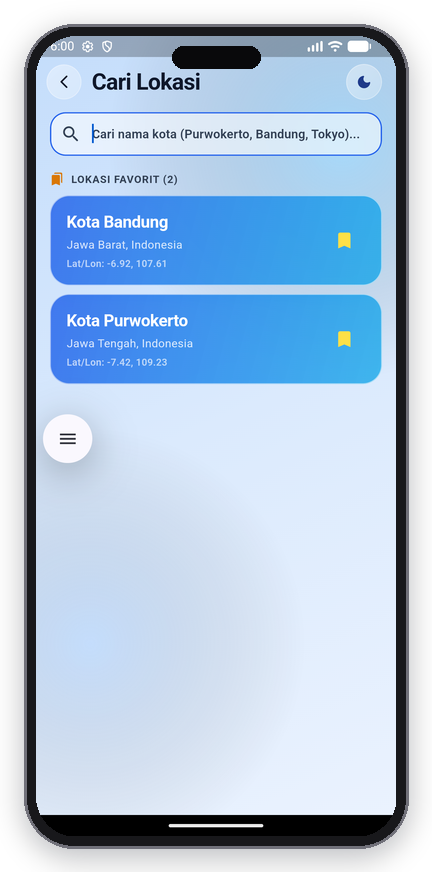 6:00
Cari Lokasi
Cari nama kota (Purwokerto, Bandung, Tokyo)...
LOKASI FAVORIT (2)
Kota Bandung
Jawa Barat, Indonesia
Lat/Lon: -6.92, 107.61
Kota Purwokerto
Jawa Tengah, Indonesia
Lat/Lon: -7.42, 109.23